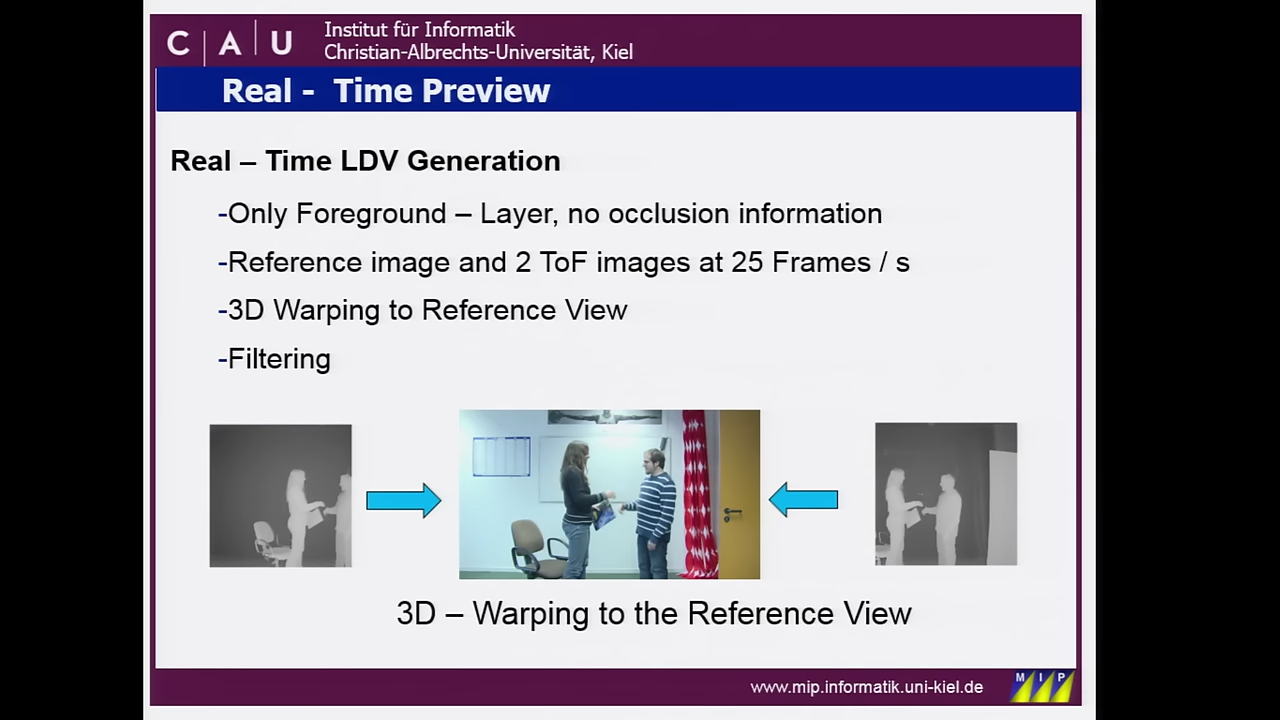 C A U
Institut für Informatik
Christian-Albrechts-Universität, Kiel
Real - Time Preview
Real – Time LDV Generation
-Only Foreground – Layer, no occlusion information
-Reference image and 2 ToF images at 25 Frames / s
-3D Warping to Reference View
-Filtering
3D – Warping to the Reference View
www.mip.informatik.uni-kiel.de
M I P